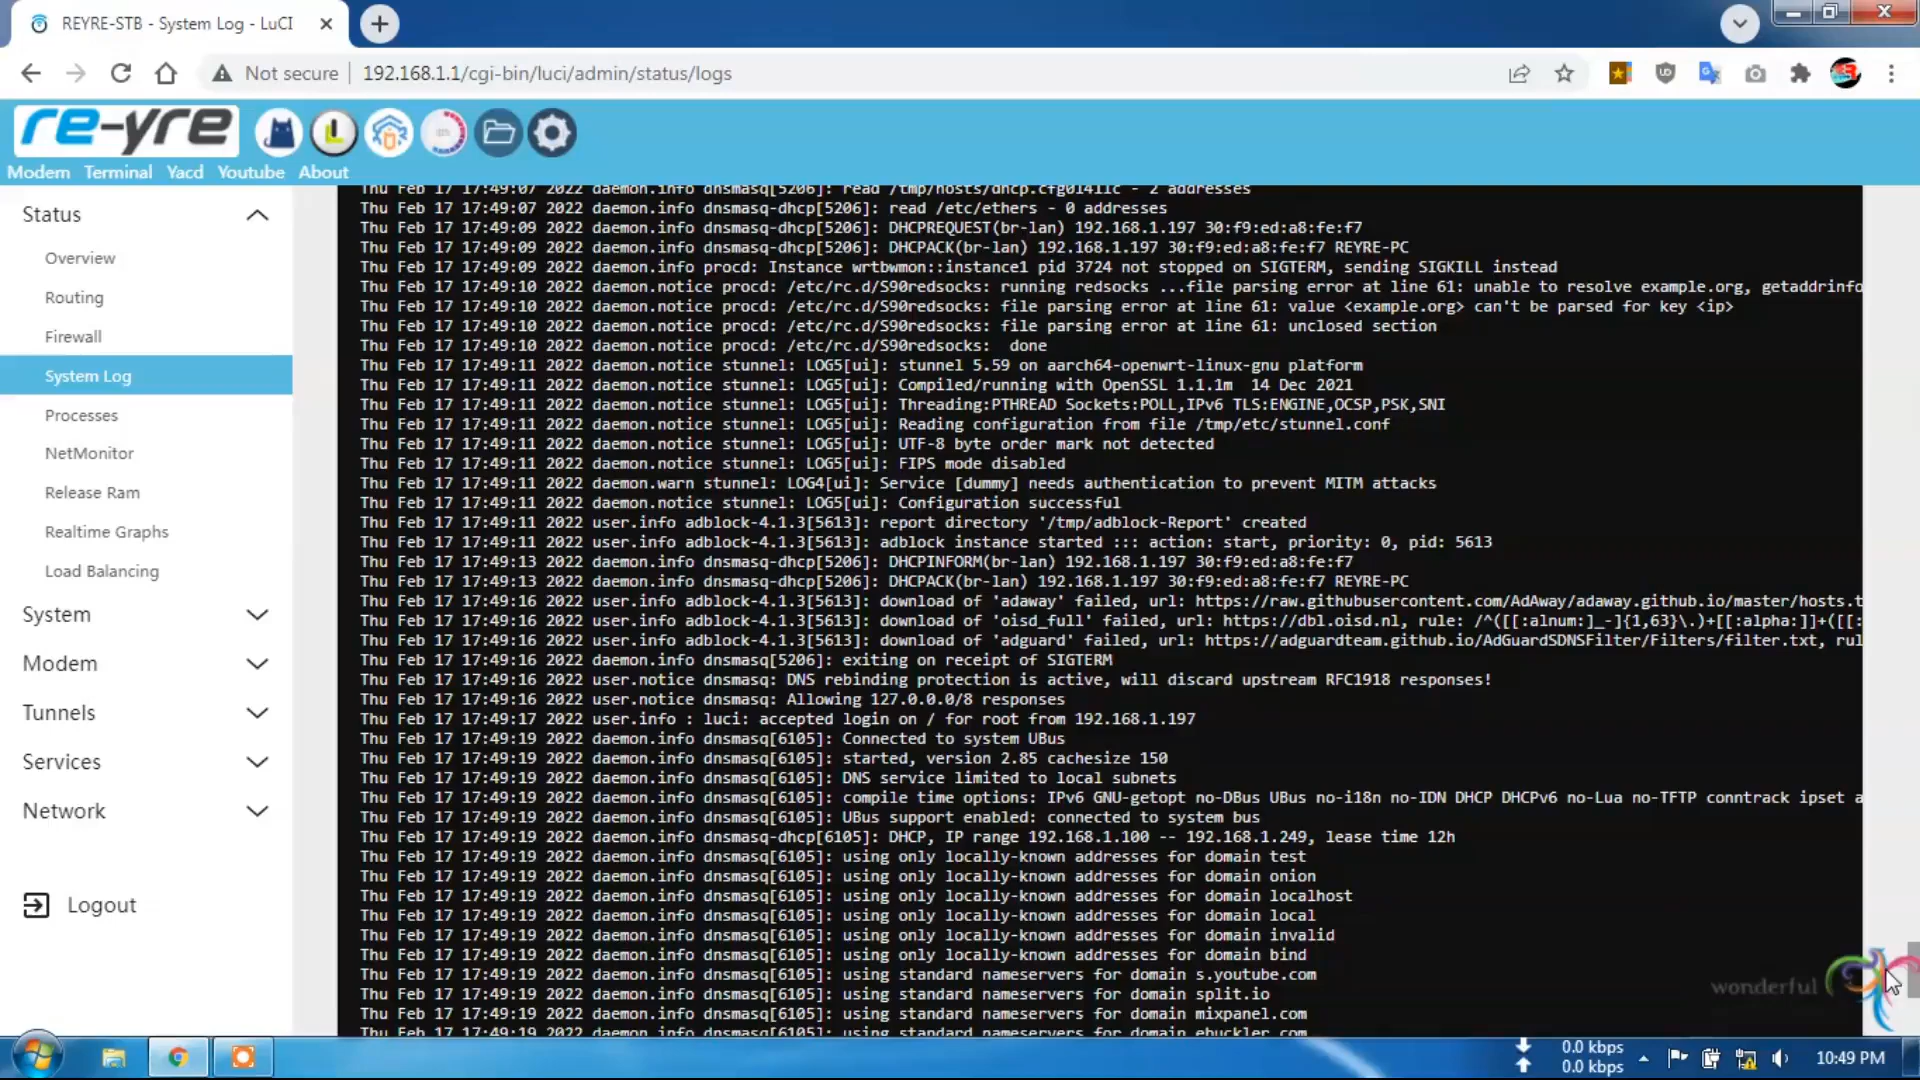 REYRE-STB - System Log - LuCI
Not secure
192.168.1.1/cgi-bin/luci/admin/status/logs
re-yre
Modem Terminal Yacd Youtube About
Status
Overview
Routing
Firewall
System Log
Processes
NetMonitor
Release Ram
Realtime Graphs
Load Balancing
System
Modem
Tunnels
Services
Network
Logout
Thu Feb 17 17:49:07 2022 daemon.info dnsmasq[5206]: read /tmp/hosts/dhcp.cfg01411c - 2 addresses
Thu Feb 17 17:49:07 2022 daemon.info dnsmasq-dhcp[5206]: read /etc/ethers - 0 addresses
Thu Feb 17 17:49:09 2022 daemon.info dnsmasq-dhcp[5206]: DHCPREQUEST(br-lan) 192.168.1.197 30:f9:ed:a8:fe:f7
Thu Feb 17 17:49:09 2022 daemon.info dnsmasq-dhcp[5206]: DHCPACK(br-lan) 192.168.1.197 30:f9:ed:a8:fe:f7 REYRE-PC
Thu Feb 17 17:49:09 2022 daemon.info procd: Instance wrtbwmon::instance1 pid 3724 not stopped on SIGTERM, sending SIGKILL instead
Thu Feb 17 17:49:10 2022 daemon.notice procd: /etc/rc.d/S90redsocks: running redsocks ...file parsing error at line 61: unable to resolve example.org, getaddrinfo
Thu Feb 17 17:49:10 2022 daemon.notice procd: /etc/rc.d/S90redsocks: file parsing error at line 61: value <example.org> can't be parsed for key <ip>
Thu Feb 17 17:49:10 2022 daemon.notice procd: /etc/rc.d/S90redsocks: file parsing error at line 61: unclosed section
Thu Feb 17 17:49:10 2022 daemon.notice procd: /etc/rc.d/S90redsocks:  done
Thu Feb 17 17:49:11 2022 daemon.notice stunnel: LOG5[ui]: stunnel 5.59 on aarch64-openwrt-linux-gnu platform
Thu Feb 17 17:49:11 2022 daemon.notice stunnel: LOG5[ui]: Compiled/running with OpenSSL 1.1.1m  14 Dec 2021
Thu Feb 17 17:49:11 2022 daemon.notice stunnel: LOG5[ui]: Threading:PTHREAD Sockets:POLL,IPv6 TLS:ENGINE,OCSP,PSK,SNI
Thu Feb 17 17:49:11 2022 daemon.notice stunnel: LOG5[ui]: Reading configuration from file /tmp/etc/stunnel.conf
Thu Feb 17 17:49:11 2022 daemon.notice stunnel: LOG5[ui]: UTF-8 byte order mark not detected
Thu Feb 17 17:49:11 2022 daemon.notice stunnel: LOG5[ui]: FIPS mode disabled
Thu Feb 17 17:49:11 2022 daemon.warn stunnel: LOG4[ui]: Service [dummy] needs authentication to prevent MITM attacks
Thu Feb 17 17:49:11 2022 daemon.notice stunnel: LOG5[ui]: Configuration successful
Thu Feb 17 17:49:11 2022 user.info adblock-4.1.3[5613]: report directory '/tmp/adblock-Report' created
Thu Feb 17 17:49:11 2022 user.info adblock-4.1.3[5613]: adblock instance started ::: action: start, priority: 0, pid: 5613
Thu Feb 17 17:49:13 2022 daemon.info dnsmasq-dhcp[5206]: DHCPINFORM(br-lan) 192.168.1.197 30:f9:ed:a8:fe:f7
Thu Feb 17 17:49:13 2022 daemon.info dnsmasq-dhcp[5206]: DHCPACK(br-lan) 192.168.1.197 30:f9:ed:a8:fe:f7 REYRE-PC
Thu Feb 17 17:49:16 2022 user.info adblock-4.1.3[5613]: download of 'adaway' failed, url: https://raw.githubusercontent.com/AdAway/adaway.github.io/master/hosts.t
Thu Feb 17 17:49:16 2022 user.info adblock-4.1.3[5613]: download of 'oisd_full' failed, url: https://dbl.oisd.nl, rule: /^([[:alnum:]_-]{1,63}\.)+[[:alpha:]]+([[:
Thu Feb 17 17:49:16 2022 user.info adblock-4.1.3[5613]: download of 'adguard' failed, url: https://adguardteam.github.io/AdGuardSDNSFilter/Filters/filter.txt, rul
Thu Feb 17 17:49:16 2022 daemon.info dnsmasq[5206]: exiting on receipt of SIGTERM
Thu Feb 17 17:49:16 2022 user.notice dnsmasq: DNS rebinding protection is active, will discard upstream RFC1918 responses!
Thu Feb 17 17:49:16 2022 user.notice dnsmasq: Allowing 127.0.0.0/8 responses
Thu Feb 17 17:49:17 2022 user.info : luci: accepted login on / for root from 192.168.1.197
Thu Feb 17 17:49:19 2022 daemon.info dnsmasq[6105]: Connected to system UBus
Thu Feb 17 17:49:19 2022 daemon.info dnsmasq[6105]: started, version 2.85 cachesize 150
Thu Feb 17 17:49:19 2022 daemon.info dnsmasq[6105]: DNS service limited to local subnets
Thu Feb 17 17:49:19 2022 daemon.info dnsmasq[6105]: compile time options: IPv6 GNU-getopt no-DBus UBus no-i18n no-IDN DHCP DHCPv6 no-Lua no-TFTP conntrack ipset a
Thu Feb 17 17:49:19 2022 daemon.info dnsmasq[6105]: UBus support enabled: connected to system bus
Thu Feb 17 17:49:19 2022 daemon.info dnsmasq-dhcp[6105]: DHCP, IP range 192.168.1.100 -- 192.168.1.249, lease time 12h
Thu Feb 17 17:49:19 2022 daemon.info dnsmasq[6105]: using only locally-known addresses for domain test
Thu Feb 17 17:49:19 2022 daemon.info dnsmasq[6105]: using only locally-known addresses for domain onion
Thu Feb 17 17:49:19 2022 daemon.info dnsmasq[6105]: using only locally-known addresses for domain localhost
Thu Feb 17 17:49:19 2022 daemon.info dnsmasq[6105]: using only locally-known addresses for domain local
Thu Feb 17 17:49:19 2022 daemon.info dnsmasq[6105]: using only locally-known addresses for domain invalid
Thu Feb 17 17:49:19 2022 daemon.info dnsmasq[6105]: using only locally-known addresses for domain bind
Thu Feb 17 17:49:19 2022 daemon.info dnsmasq[6105]: using standard nameservers for domain s.youtube.com
Thu Feb 17 17:49:19 2022 daemon.info dnsmasq[6105]: using standard nameservers for domain split.io
Thu Feb 17 17:49:19 2022 daemon.info dnsmasq[6105]: using standard nameservers for domain mixpanel.com
Thu Feb 17 17:49:19 2022 daemon.info dnsmasq[6105]: using standard nameservers for domain ebuckler.com
wonderful
0.0 kbps
0.0 kbps
10:49 PM